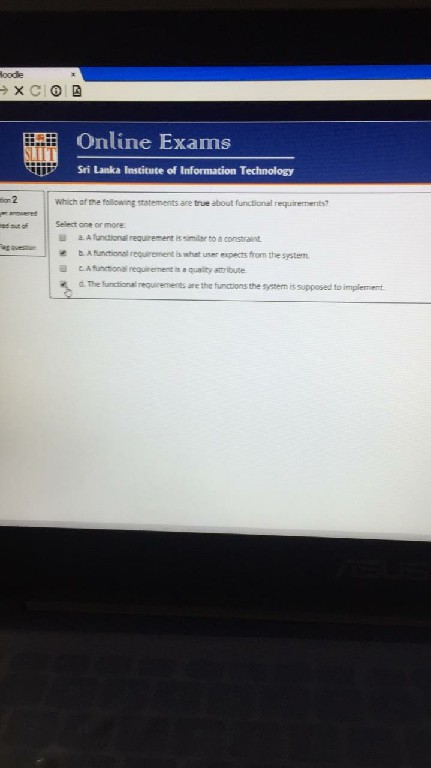 Moodle x
SLIIT
Online Exams
Sri Lanka Institute of Information Technology
tion 2
answered
ed out of
Flag question
Which of the following statements are true about functional requirements?
Select one or more:
a. A functional requirement is similar to a constraint.
b. A functional requirement is what user expects from the system.
c. A functional requirement is a quality attribute.
d. The functional requirements are the functions the system is supposed to implement.
ASUS